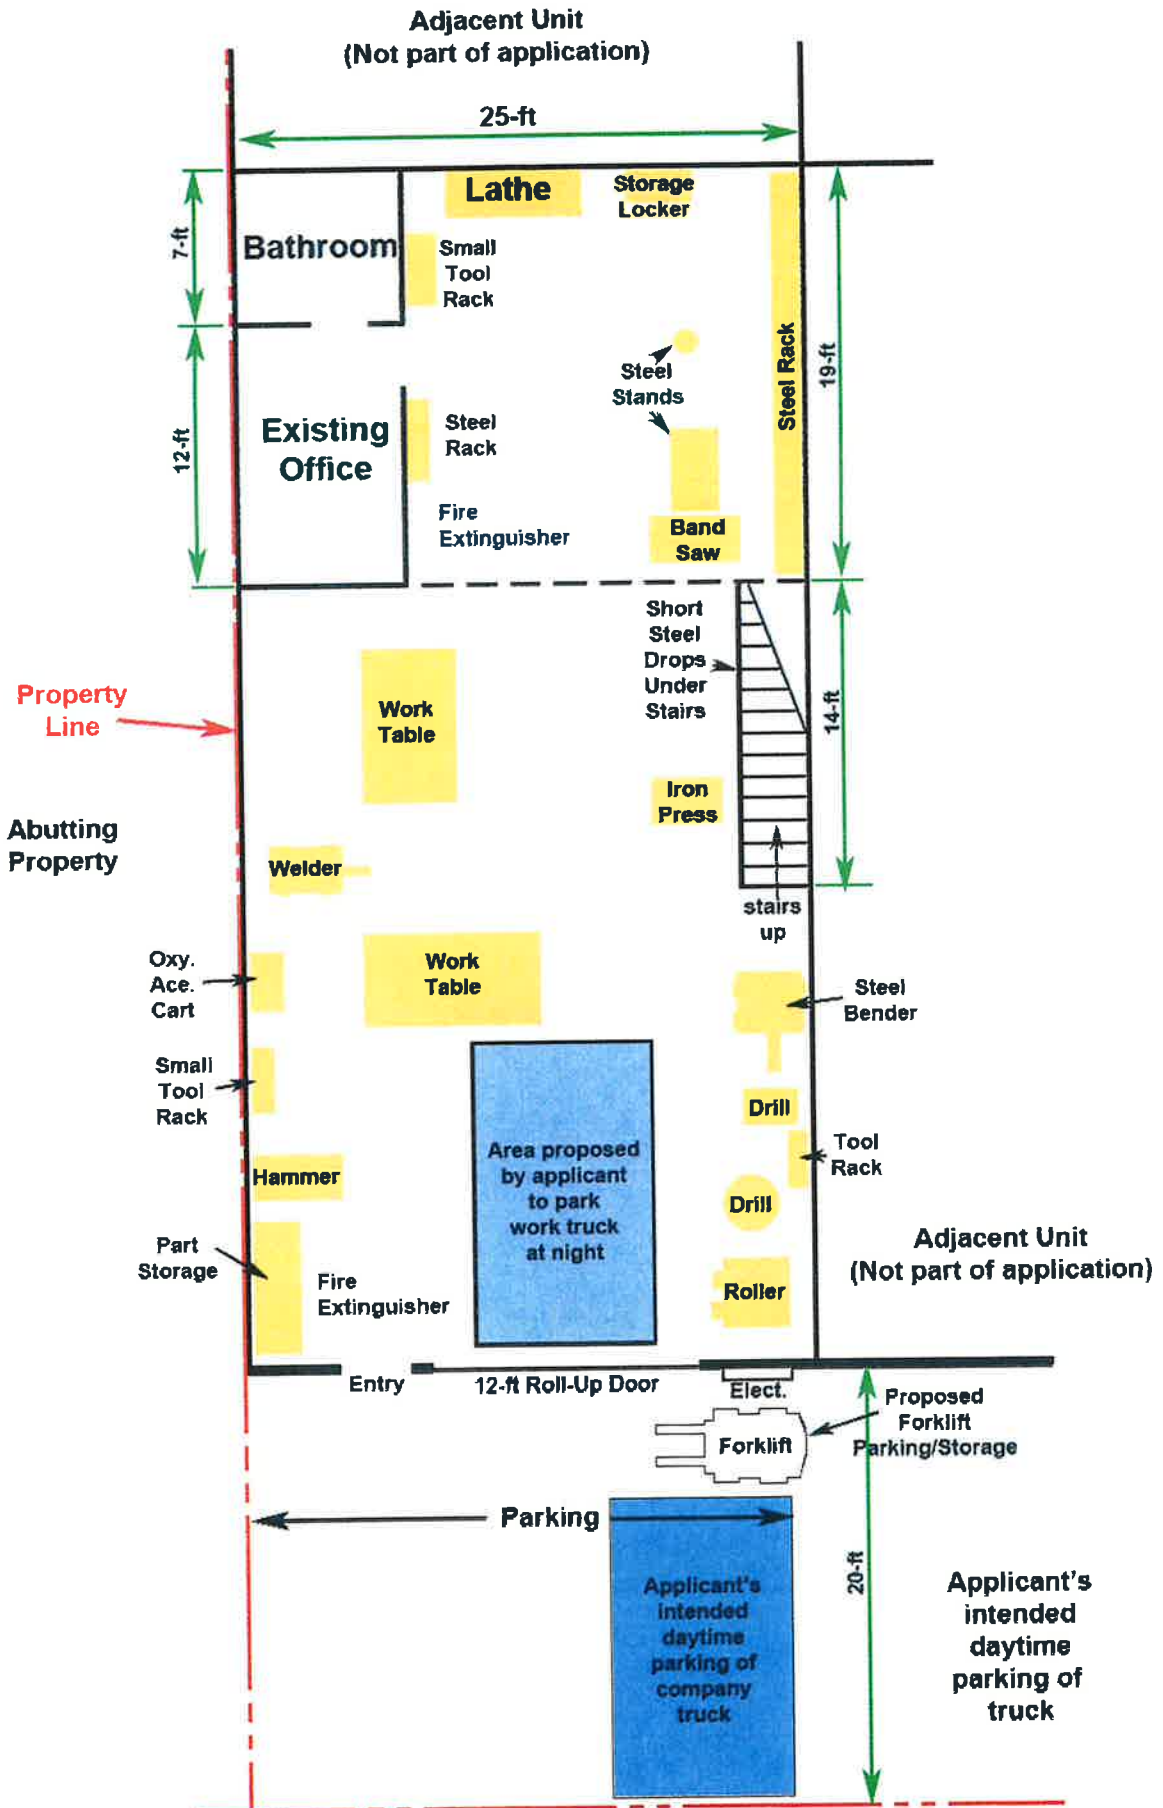 Adjacent Unit
(Not part of application)
25-ft
Lathe
Storage
Locker
Bathroom
7-ft
Small
Tool
Rack
Steel
Stands
Steel Rack
19-ft
12-ft
Existing
Office
Steel
Rack
Fire
Extinguisher
Band
Saw
Short
Steel
Drops
Under
Stairs
14-ft
Property
Line
Work
Table
Iron
Press
Abutting
Property
Welder
stairs
up
Oxy.
Ace.
Cart
Work
Table
Steel
Bender
Small
Tool
Rack
Drill
Area proposed
by applicant
to park
work truck
at night
Tool
Rack
Hammer
Drill
Part
Storage
Fire
Extinguisher
Roller
Adjacent Unit
(Not part of application)
Entry
12-ft Roll-Up Door
Elect.
Proposed
Forklift
Parking/Storage
Forklift
Parking
20-ft
Applicant's
intended
daytime
parking of
company
truck
Applicant's
intended
daytime
parking of
truck